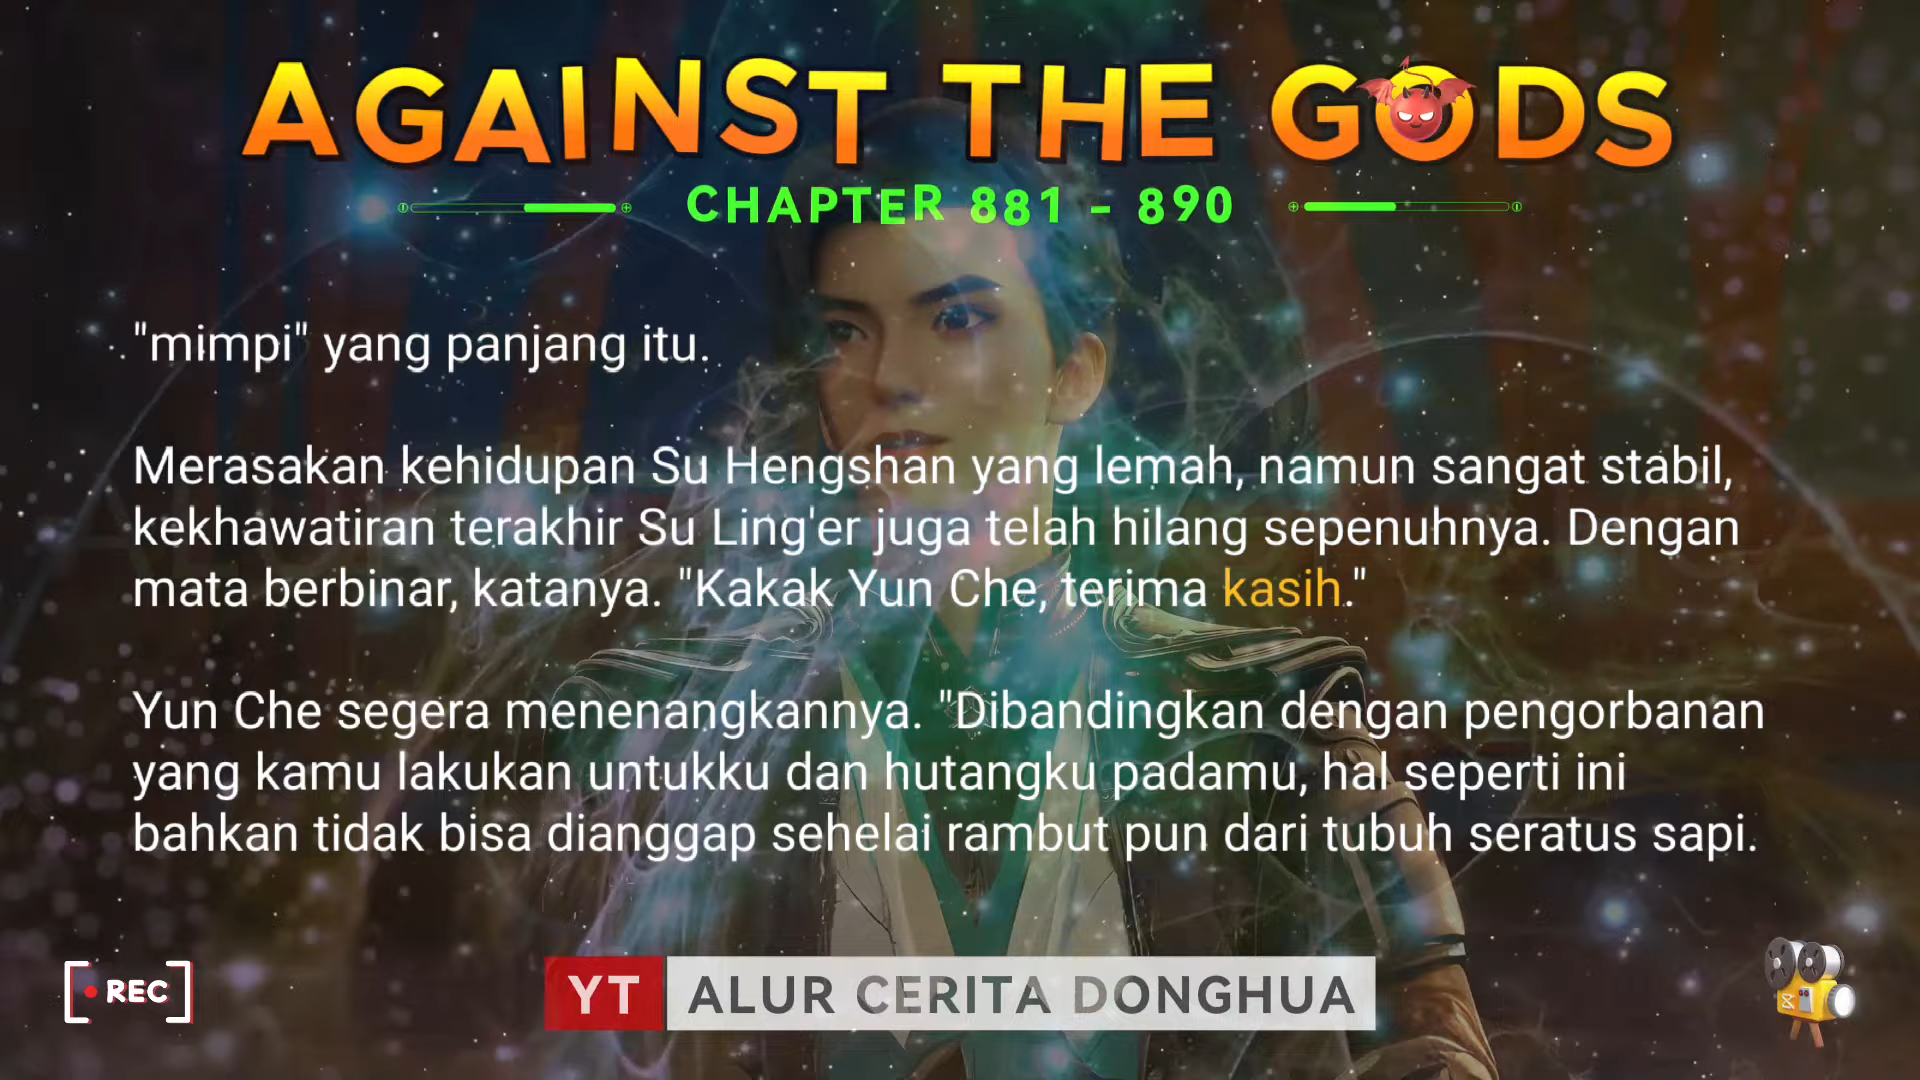 AGAINST THE GODS
CHAPTER 881 - 890
"mimpi" yang panjang itu.
Merasakan kehidupan Su Hengshan yang lemah, namun sangat stabil,
kekhawatiran terakhir Su Ling'er juga telah hilang sepenuhnya. Dengan
mata berbinar, katanya. "Kakak Yun Che, terima kasih."
Yun Che segera menenangkannya. "Dibandingkan dengan pengorbanan
yang kamu lakukan untukku dan hutangku padamu, hal seperti ini
bahkan tidak bisa dianggap sehelai rambut pun dari tubuh seratus sapi.
REC
YT ALUR CERITA DONGHUA